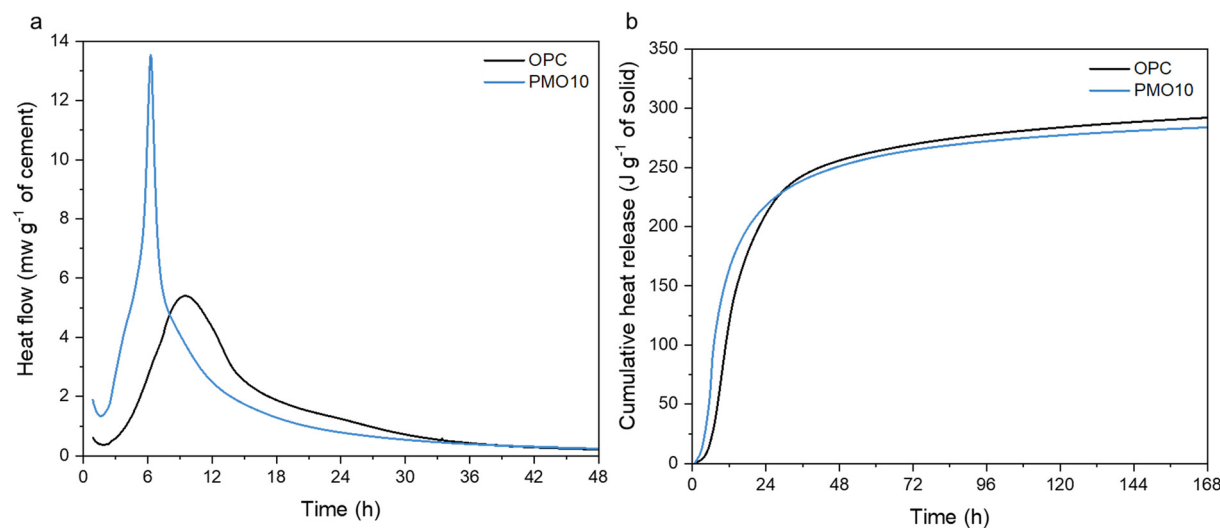 a
14
12
10
8
6
4
2
0
0 6 12 18 24 30 36 42 48
Heat flow (mw g⁻¹ of cement)
Time (h)
OPC
PMO10
b
350
300
250
200
150
100
50
0
0 24 48 72 96 120 144 168
Cumulative heat release (J g⁻¹ of solid)
Time (h)
OPC
PMO10